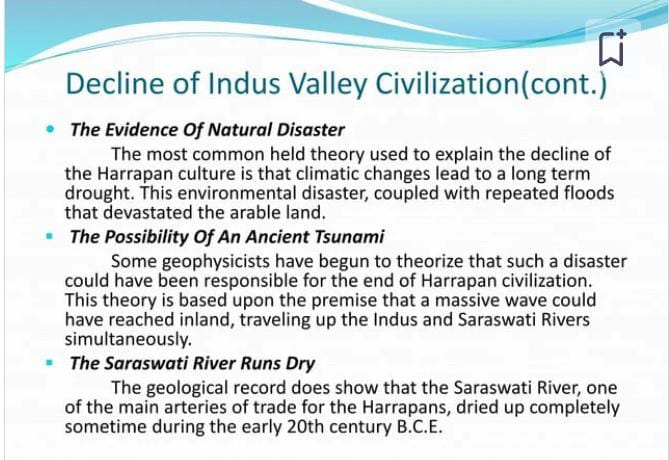 Decline of Indus Valley Civilization(cont.)
The Evidence Of Natural Disaster
The most common held theory used to explain the decline of
the Harrapan culture is that climatic changes lead to a long term
drought. This environmental disaster, coupled with repeated floods
that devastated the arable land.
The Possibility Of An Ancient Tsunami
Some geophysicists have begun to theorize that such a disaster
could have been responsible for the end of Harrapan civilization.
This theory is based upon the premise that a massive wave could
have reached inland, traveling up the Indus and Saraswati Rivers
simultaneously.
The Saraswati River Runs Dry
The geological record does show that the Saraswati River, one
of the main arteries of trade for the Harrapans, dried up completely
sometime during the early 20th century B.C.E.